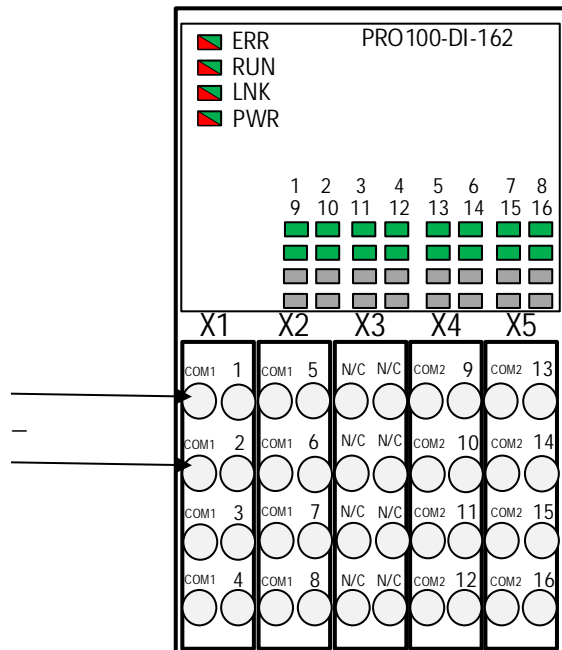 ERR PRO100-DI-162
RUN
LNK
PWR
1 2 3 4 5 6 7 8
9 10 11 12 13 14 15 16
X1 X2 X3 X4 X5
COM1 1 COM1 5 N/C N/C COM2 9 COM2 13
COM1 2 COM1 6 N/C N/C COM2 10 COM2 14
COM1 3 COM1 7 N/C N/C COM2 11 COM2 15
COM1 4 COM1 8 N/C N/C COM2 12 COM2 16